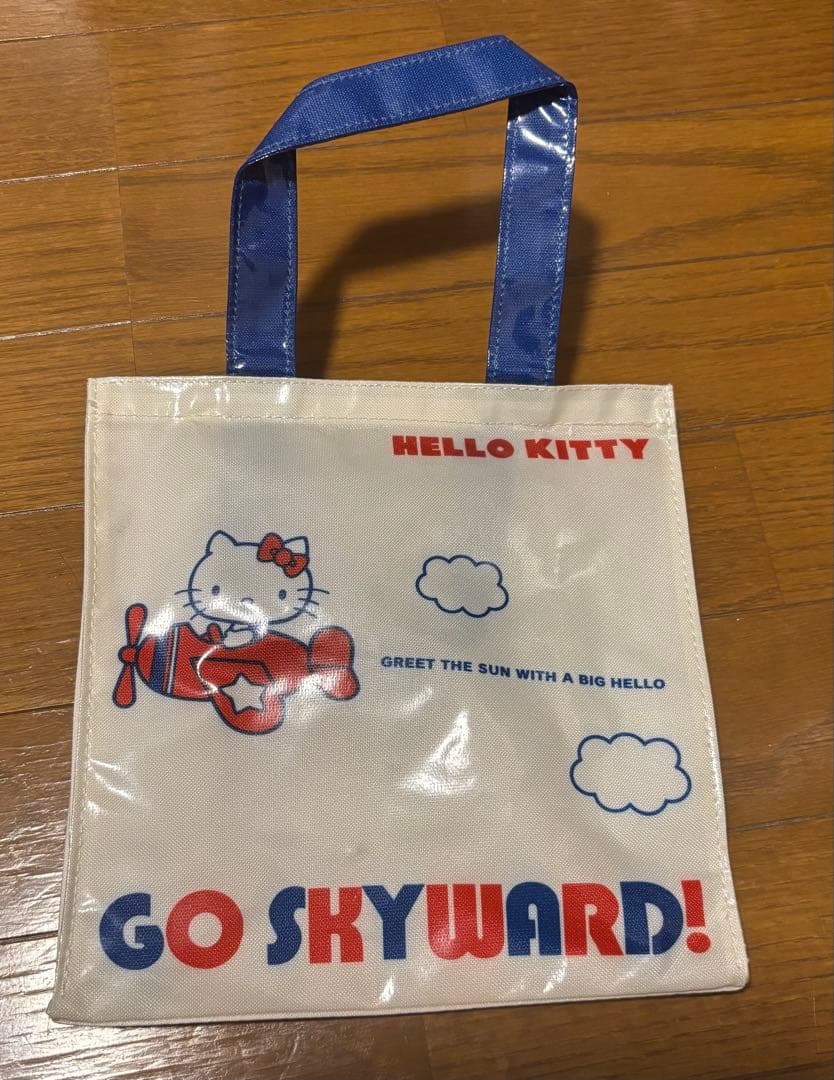 HELLO KITTY
GREET THE SUN WITH A BIG HELLO
GO SKYWARD!